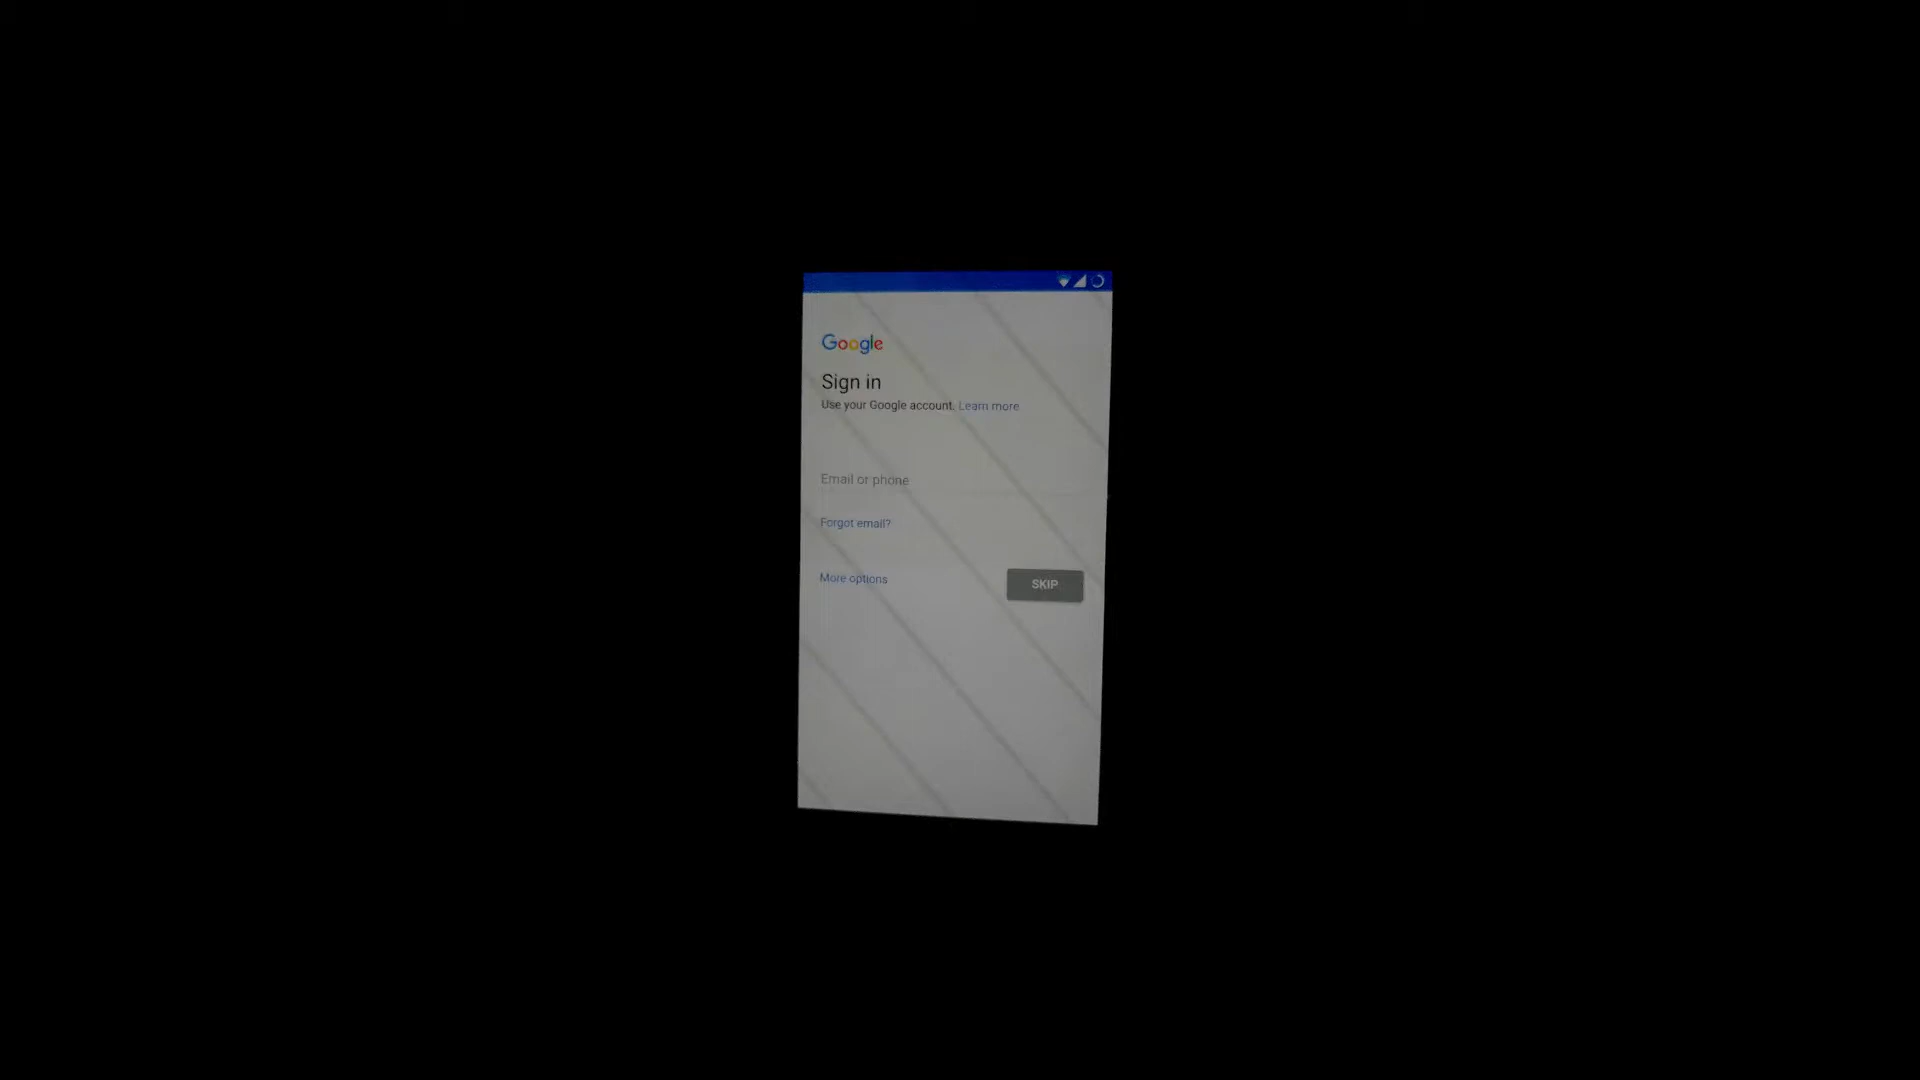 Google
Sign in
Use your Google account. Learn more
Email or phone
Forgot email?
More options
SKIP